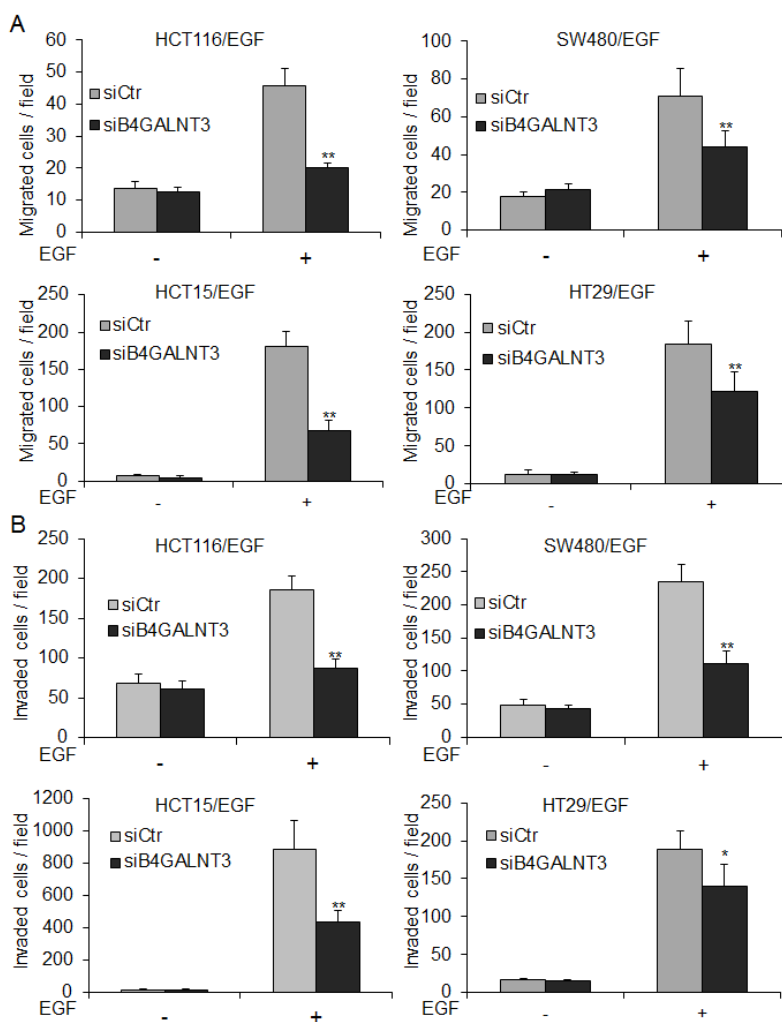 A
HCT116/EGF
Migrated cells / field
60
50
40
30
20
10
0
siCtr
siB4GALNT3
**
EGF
-
+
SW480/EGF
Migrated cells / field
100
80
60
40
20
0
siCtr
siB4GALNT3
**
EGF
-
+
HCT15/EGF
Migrated cells / field
250
200
150
100
50
0
siCtr
siB4GALNT3
**
EGF
-
+
HT29/EGF
Migrated cells / field
250
200
150
100
50
0
siCtr
siB4GALNT3
**
EGF
-
+
B
HCT116/EGF
Invaded cells / field
250
200
150
100
50
0
siCtr
siB4GALNT3
**
EGF
-
+
SW480/EGF
Invaded cells / field
300
250
200
150
100
50
0
siCtr
siB4GALNT3
**
EGF
-
+
HCT15/EGF
Invaded cells / field
1200
1000
800
600
400
200
0
siCtr
siB4GALNT3
**
EGF
-
+
HT29/EGF
Invaded cells / field
250
200
150
100
50
0
siCtr
siB4GALNT3
*
EGF
-
+